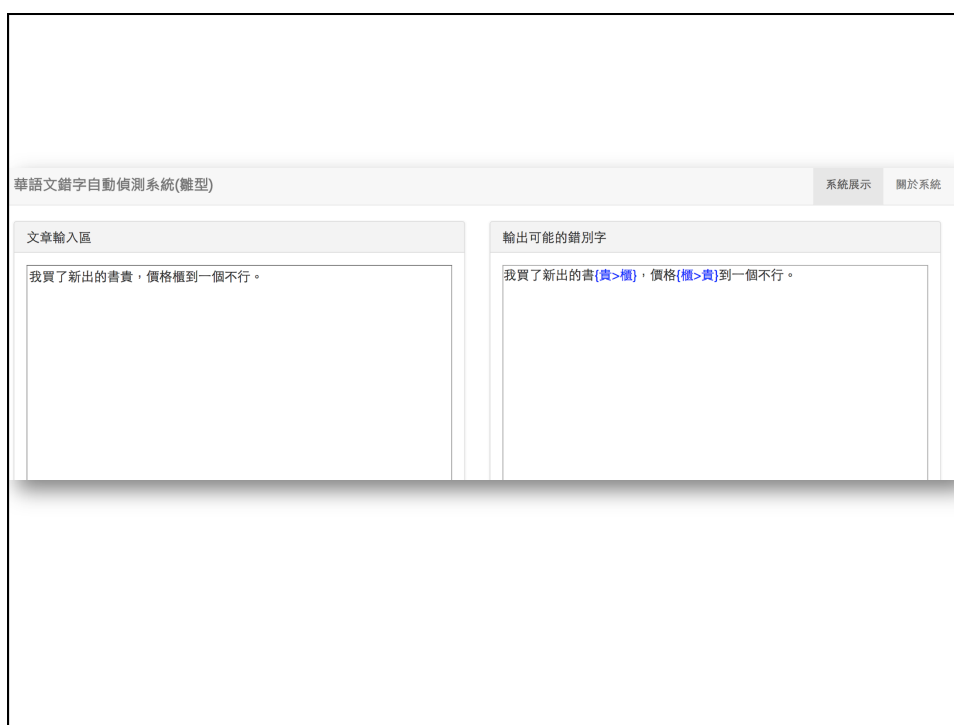 華語文錯字自動偵測系統(雛型)
系統展示
關於系統
文章輸入區
輸出可能的錯別字
我買了新出的書貴，價格櫃到一個不行。
我買了新出的書{貴>櫃}，價格{櫃>貴}到一個不行。